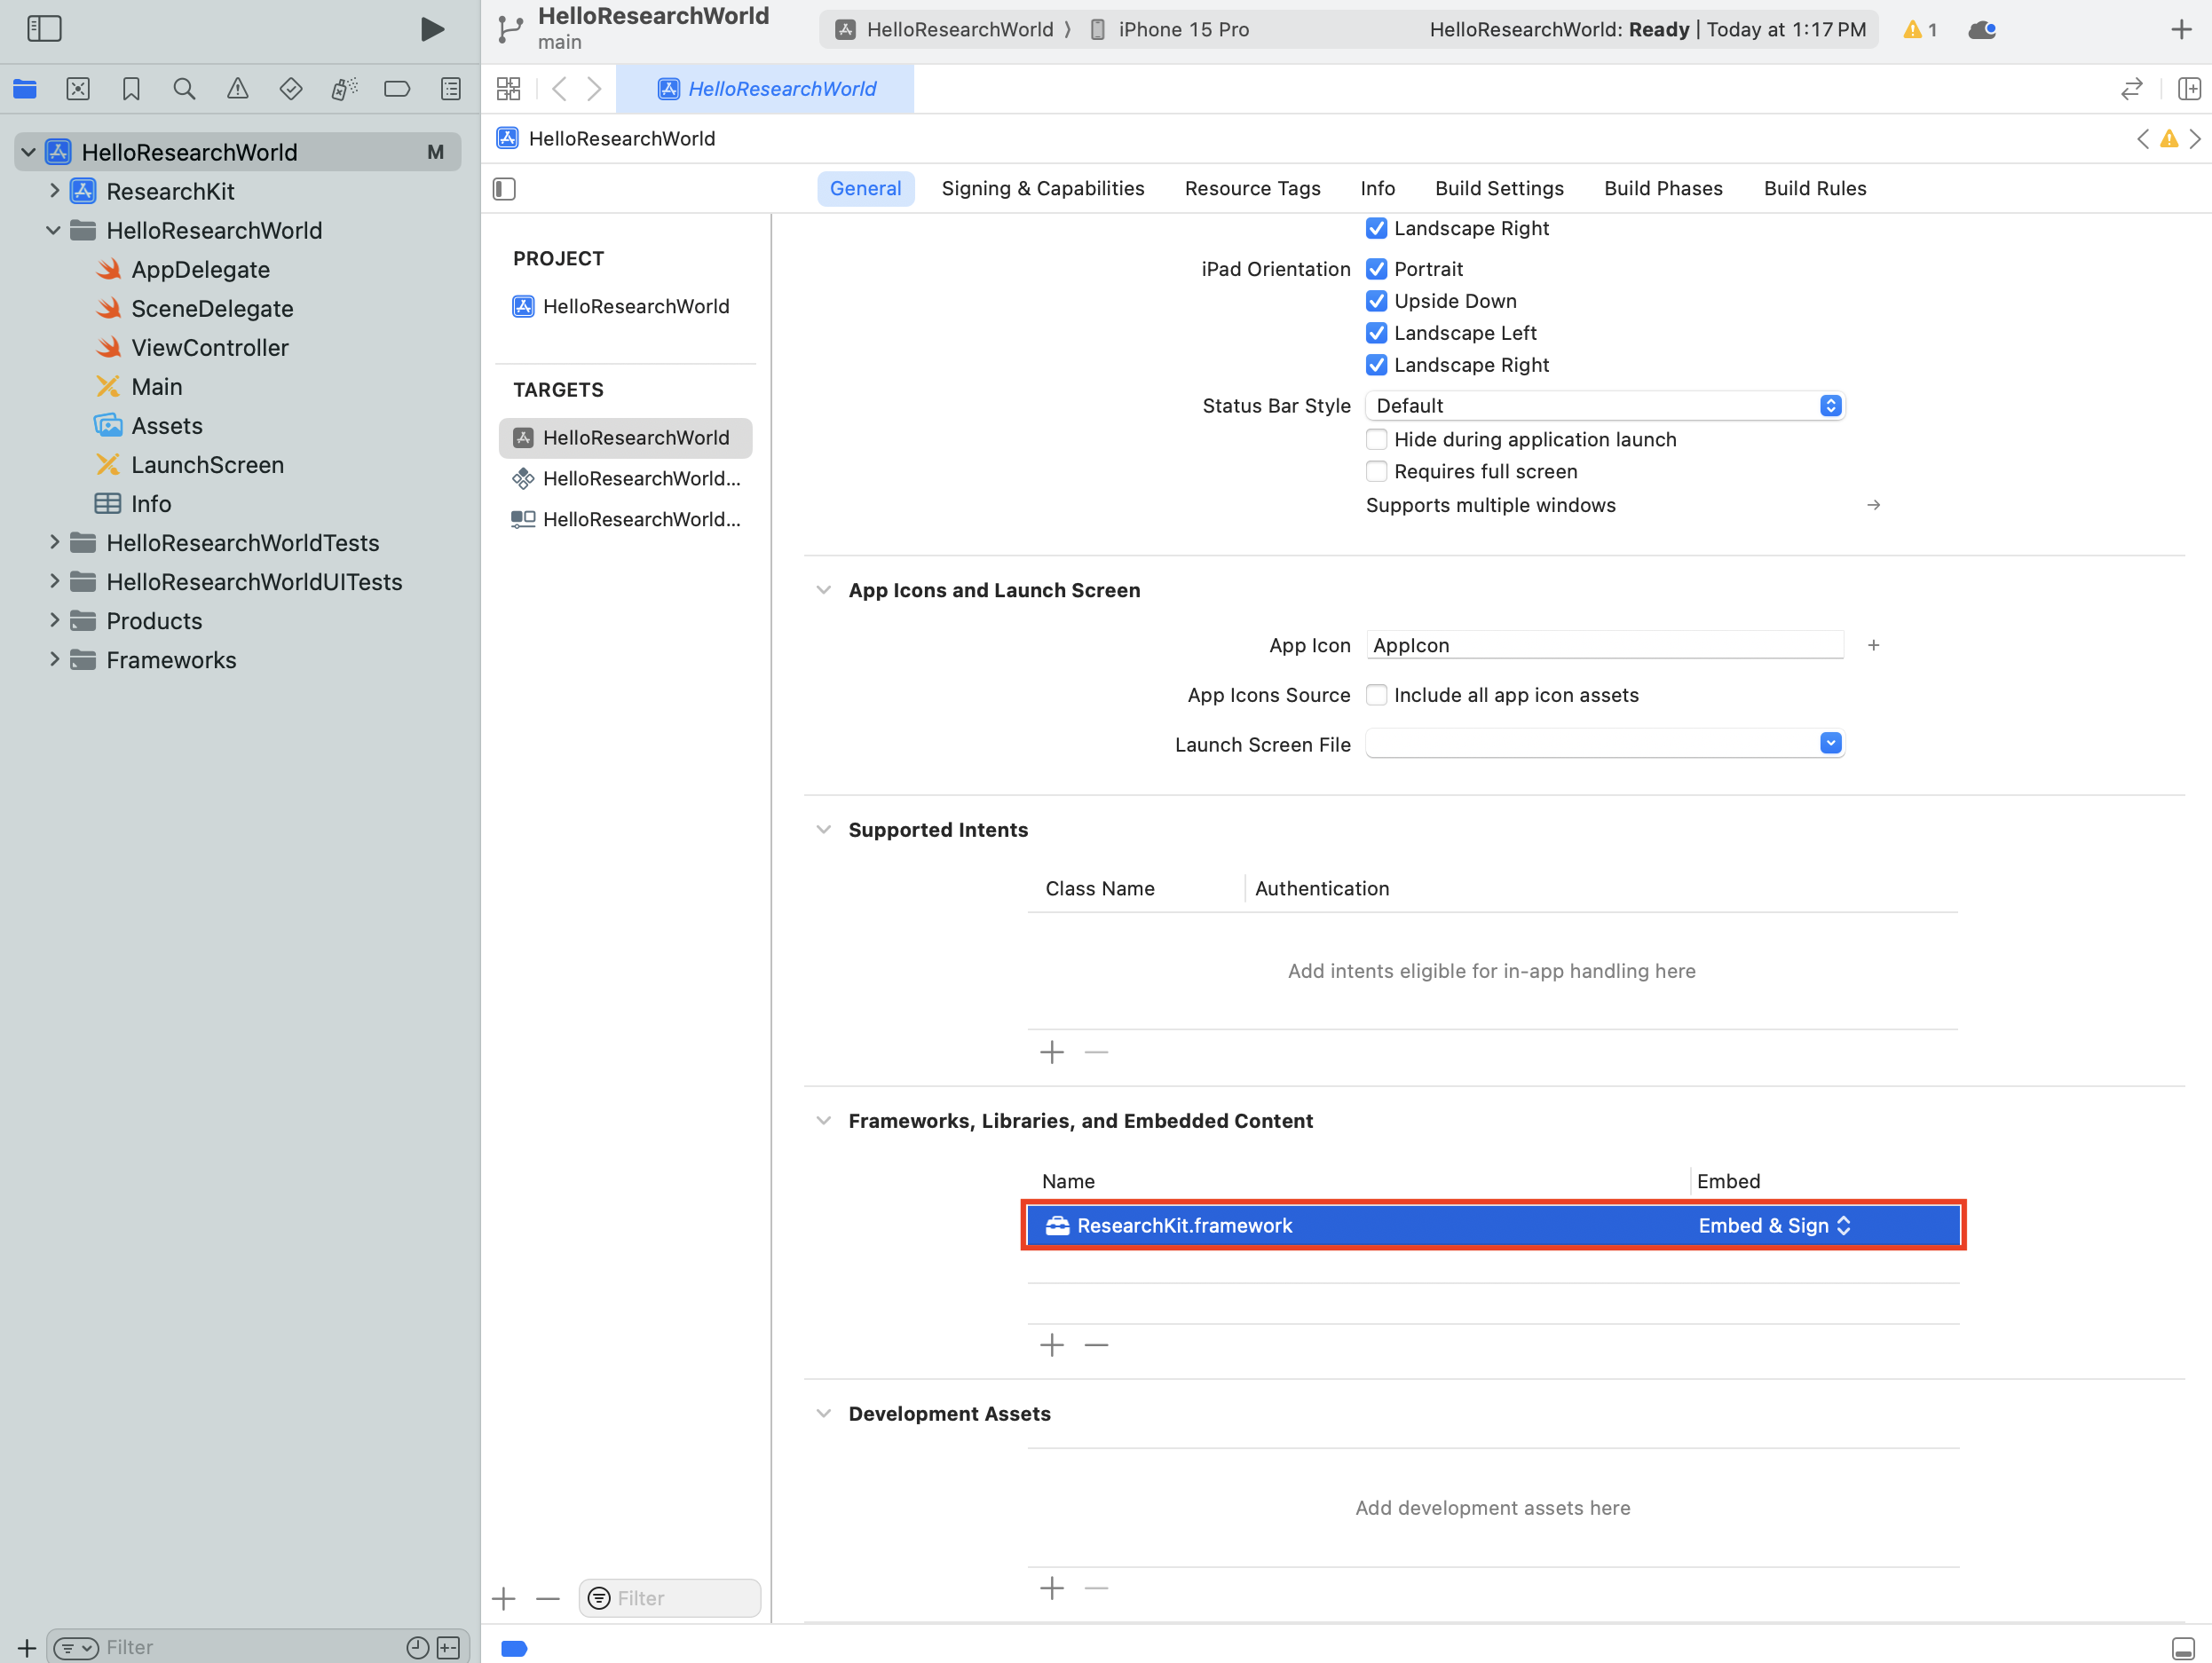 HelloResearchWorld
main
HelloResearchWorld
iPhone 15 Pro
HelloResearchWorld: Ready | Today at 1:17 PM
1
HelloResearchWorld
HelloResearchWorld
HelloResearchWorld M
ResearchKit
HelloResearchWorld
AppDelegate
SceneDelegate
ViewController
Main
Assets
LaunchScreen
Info
HelloResearchWorldTests
HelloResearchWorldUITests
Products
Frameworks
Filter
General Signing & Capabilities Resource Tags Info Build Settings Build Phases Build Rules
PROJECT
HelloResearchWorld
TARGETS
HelloResearchWorld
HelloResearchWorld...
HelloResearchWorld...
Filter
Landscape Right
iPad Orientation Portrait
Upside Down
Landscape Left
Landscape Right
Status Bar Style Default
Hide during application launch
Requires full screen
Supports multiple windows
App Icons and Launch Screen
App Icon AppIcon
App Icons Source Include all app icon assets
Launch Screen File
Supported Intents
Class Name Authentication
Add intents eligible for in-app handling here
Frameworks, Libraries, and Embedded Content
Name Embed
ResearchKit.framework Embed & Sign
Development Assets
Add development assets here